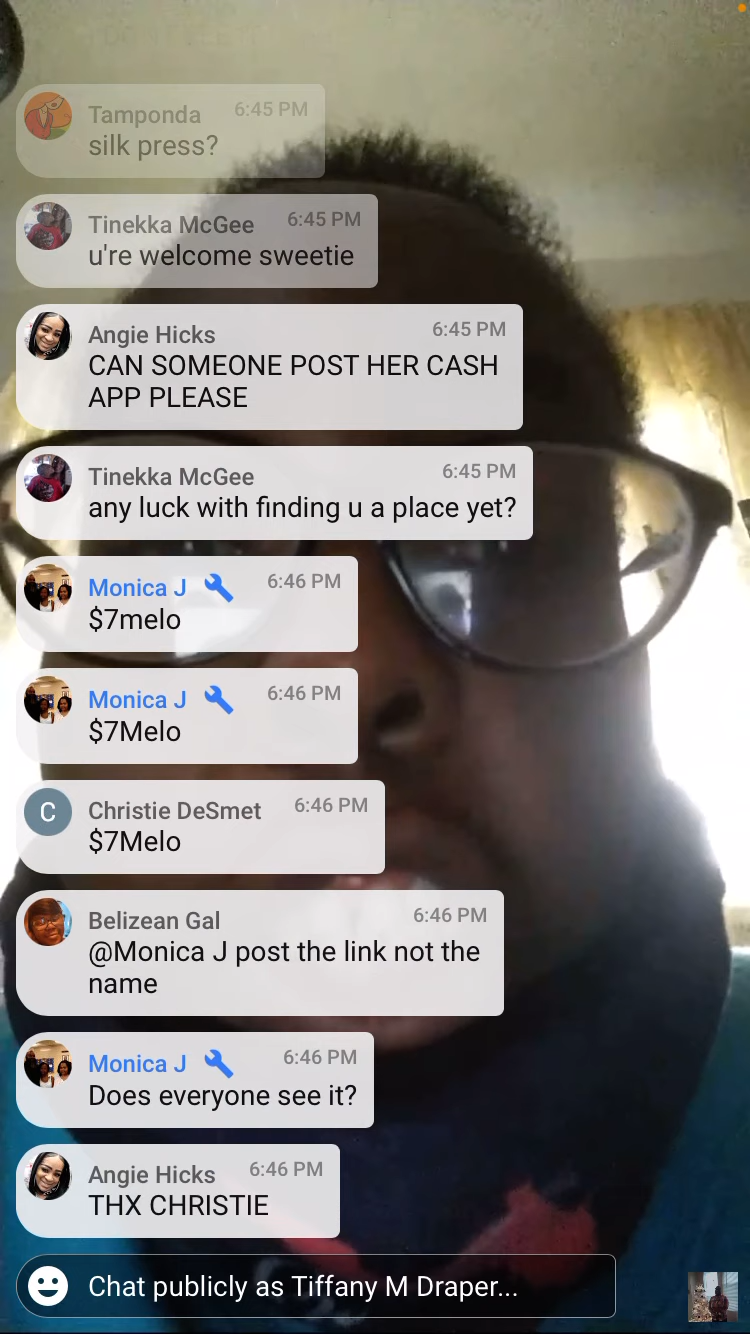 Tamponda 6:45 PM
silk press?
Tinekka McGee 6:45 PM
u're welcome sweetie
Angie Hicks 6:45 PM
CAN SOMEONE POST HER CASH
APP PLEASE
Tinekka McGee 6:45 PM
any luck with finding u a place yet?
Monica J 6:46 PM
$7melo
Monica J 6:46 PM
$7Melo
C Christie DeSmet 6:46 PM
$7Melo
Belizean Gal 6:46 PM
@Monica J post the link not the
name
Monica J 6:46 PM
Does everyone see it?
Angie Hicks 6:46 PM
THX CHRISTIE
Chat publicly as Tiffany M Draper...